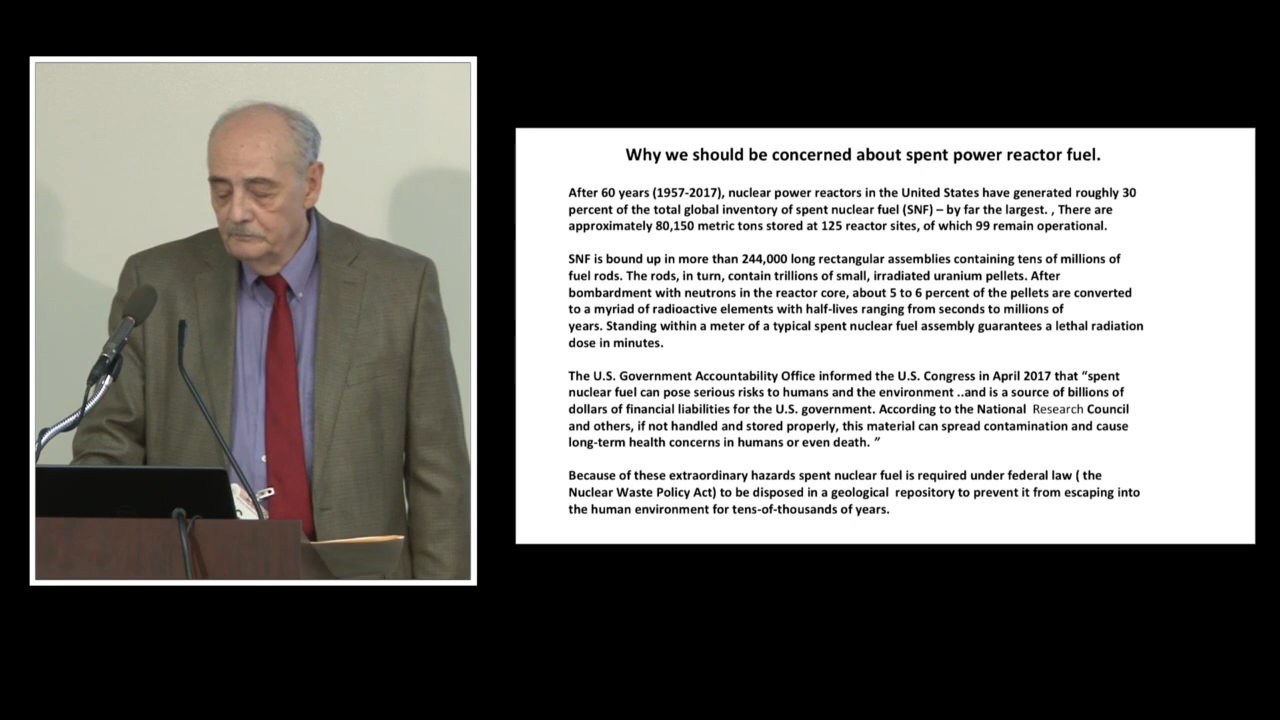 Why we should be concerned about spent power reactor fuel.
After 60 years (1957-2017), nuclear power reactors in the United States have generated roughly 30
percent of the total global inventory of spent nuclear fuel (SNF) – by far the largest. , There are
approximately 80,150 metric tons stored at 125 reactor sites, of which 99 remain operational.
SNF is bound up in more than 244,000 long rectangular assemblies containing tens of millions of
fuel rods. The rods, in turn, contain trillions of small, irradiated uranium pellets. After
bombardment with neutrons in the reactor core, about 5 to 6 percent of the pellets are converted
to a myriad of radioactive elements with half-lives ranging from seconds to millions of
years. Standing within a meter of a typical spent nuclear fuel assembly guarantees a lethal radiation
dose in minutes.
The U.S. Government Accountability Office informed the U.S. Congress in April 2017 that “spent
nuclear fuel can pose serious risks to humans and the environment ..and is a source of billions of
dollars of financial liabilities for the U.S. government. According to the National  Research Council
and others, if not handled and stored properly, this material can spread contamination and cause
long-term health concerns in humans or even death. ”
Because of these extraordinary hazards spent nuclear fuel is required under federal law ( the
Nuclear Waste Policy Act) to be disposed in a geological  repository to prevent it from escaping into
the human environment for tens-of-thousands of years.